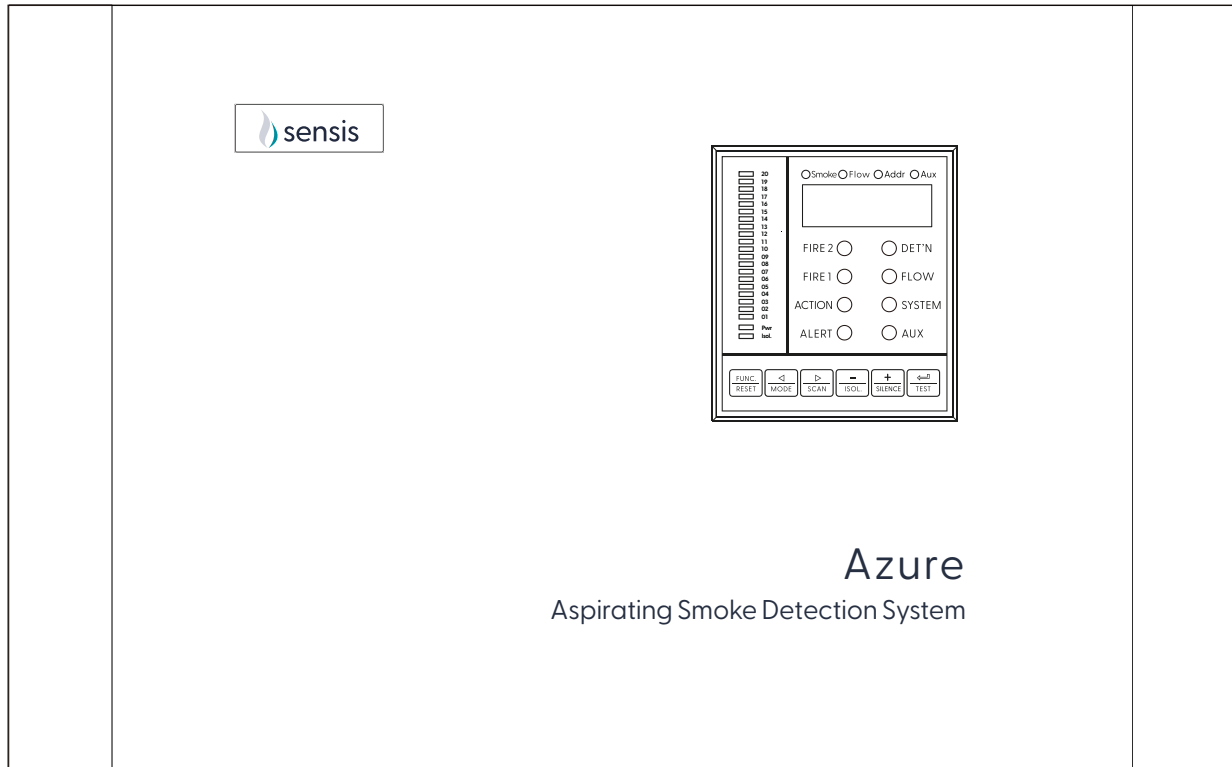 sensis
20
19
18
17
16
15
14
13
12
11
10
09
08
07
06
05
04
03
02
01
Pwr
Isol.
Smoke Flow Addr Aux
FIRE 2 DET'N
FIRE 1 FLOW
ACTION SYSTEM
ALERT AUX
FUNC. − +
RESET MODE SCAN ISOL. SILENCE TEST
Azure
Aspirating Smoke Detection System